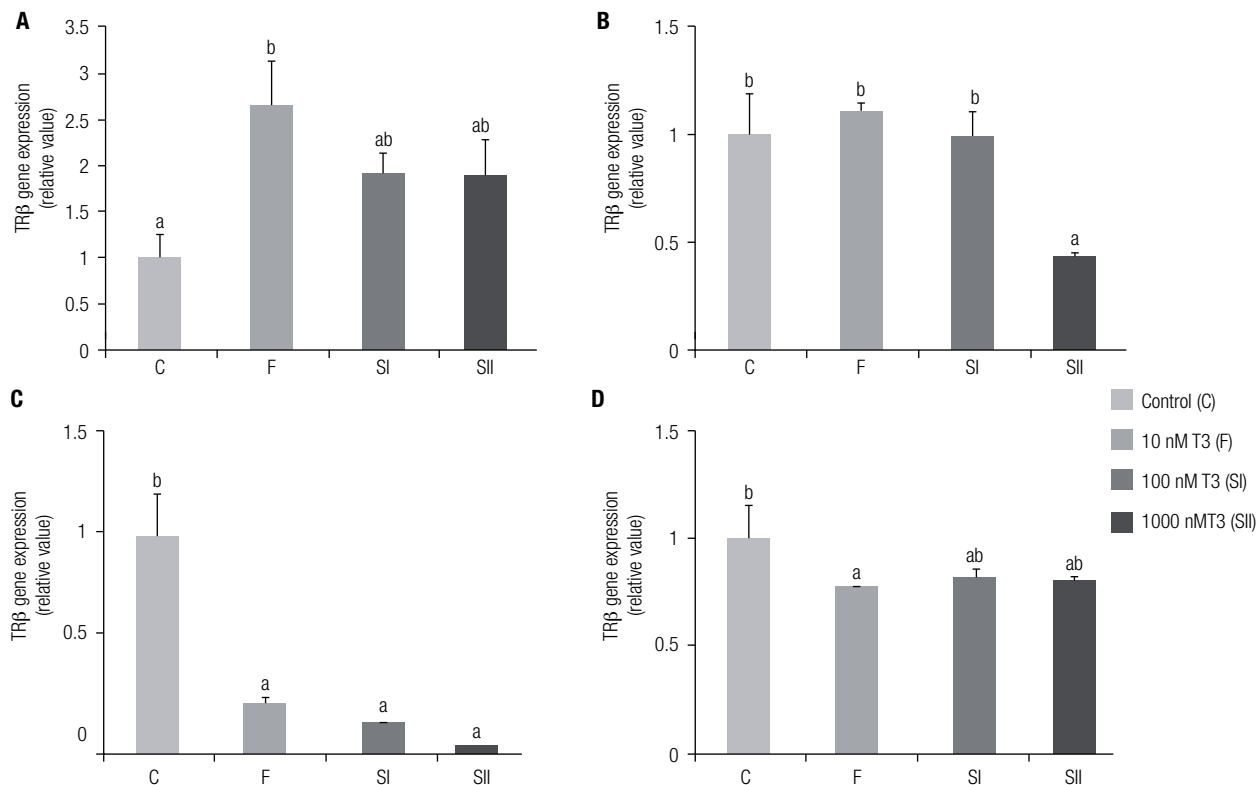 A
TRβ gene expression
(relative value)
3.5
3
2.5
2
1.5
1
0.5
0
a
b
ab
ab
C
F
SI
SII
B
TRβ gene expression
(relative value)
1.5
1
0.5
0
b
b
b
a
C
F
SI
SII
C
TRβ gene expression
(relative value)
1.5
1
0.5
0
b
a
a
a
C
F
SI
SII
D
TRβ gene expression
(relative value)
1.5
1
0.5
0
b
a
ab
ab
C
F
SI
SII
Control (C)
10 nM T3 (F)
100 nM T3 (SI)
1000 nMT3 (SII)